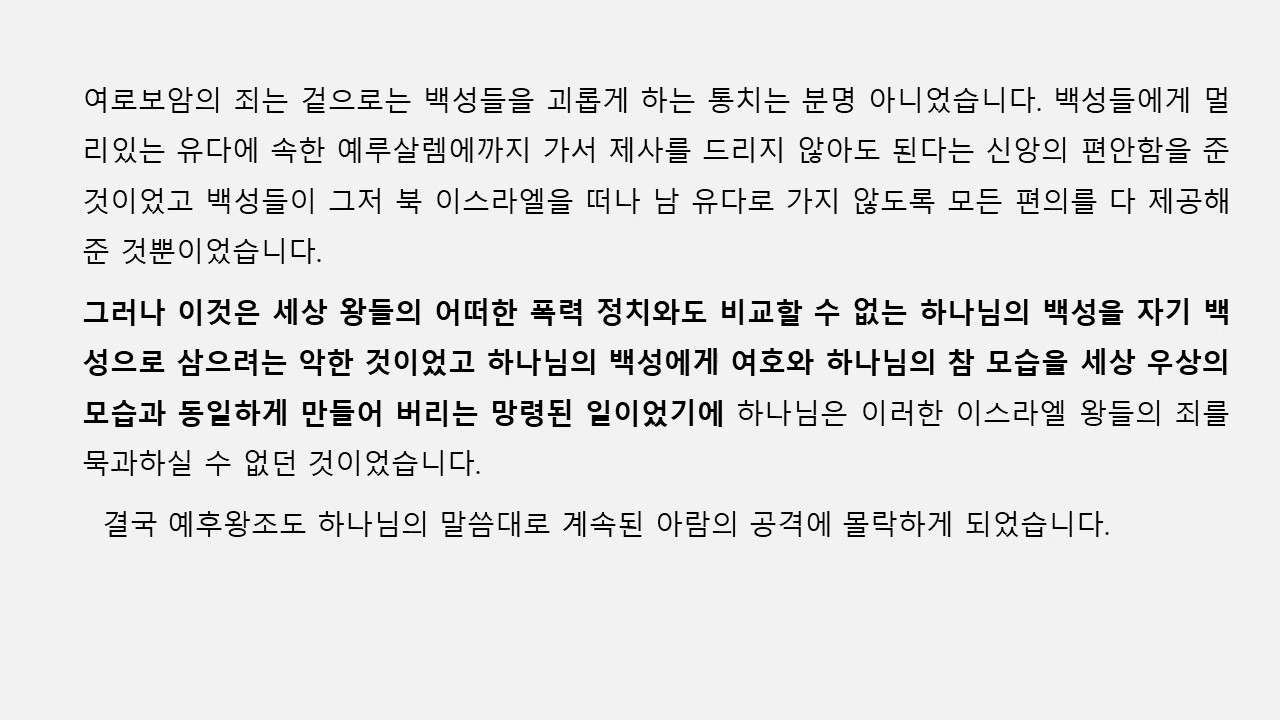 여로보암의 죄는 겉으로는 백성들을 괴롭게 하는 통치는 분명 아니었습니다. 백성들에게 멀
리있는 유다에 속한 예루살렘에까지 가서 제사를 드리지 않아도 된다는 신앙의 편안함을 준
것이었고 백성들이 그저 북 이스라엘을 떠나 남 유다로 가지 않도록 모든 편의를 다 제공해
준 것뿐이었습니다.
그러나 이것은 세상 왕들의 어떠한 폭력 정치와도 비교할 수 없는 하나님의 백성을 자기 백
성으로 삼으려는 악한 것이었고 하나님의 백성에게 여호와 하나님의 참 모습을 세상 우상의
모습과 동일하게 만들어 버리는 망령된 일이었기에 하나님은 이러한 이스라엘 왕들의 죄를
묵과하실 수 없던 것이었습니다.
결국 예후왕조도 하나님의 말씀대로 계속된 아람의 공격에 몰락하게 되었습니다.